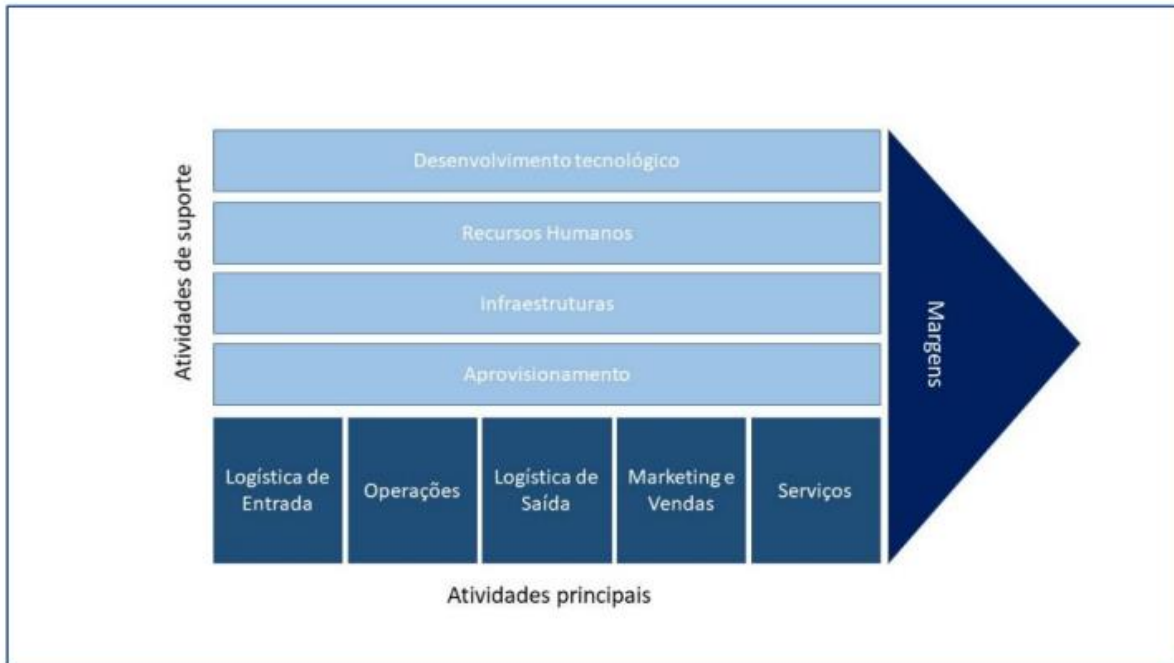 Atividades de suporte
Desenvolvimento tecnológico
Recursos Humanos
Infraestruturas
Aprovisionamento
Logística de
Entrada
Operações
Logística de
Saída
Marketing e
Vendas
Serviços
Margens
Atividades principais